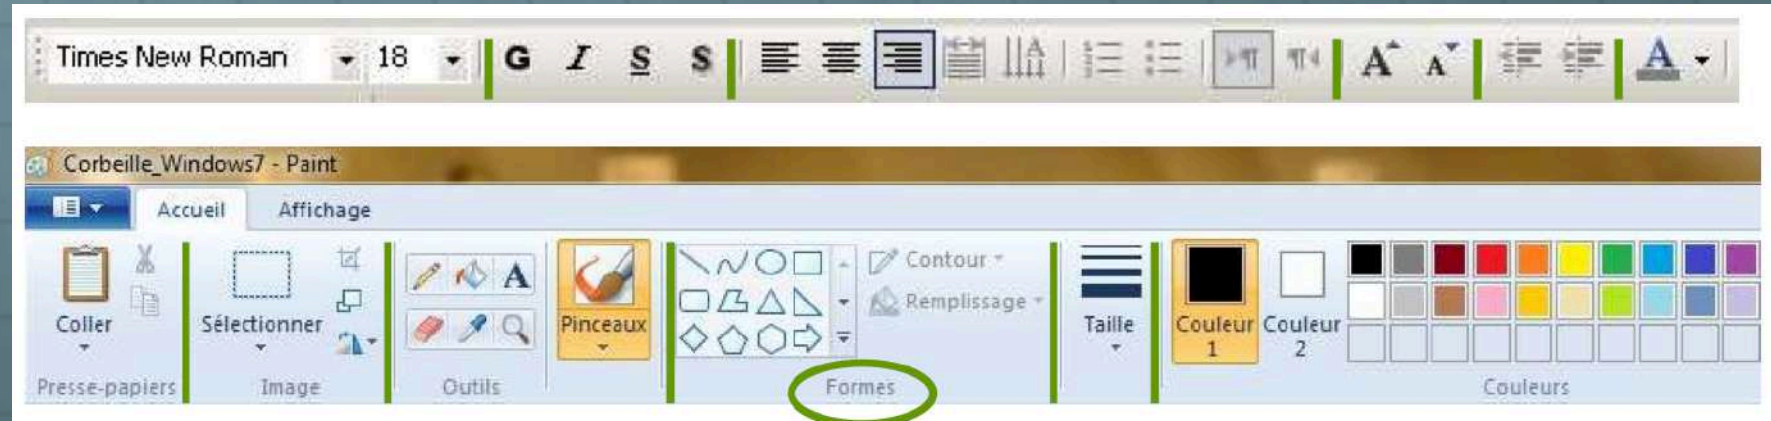 Times New Roman 18 G I S S
Corbeille_Windows7 - Paint
Accueil Affichage
Coller
Sélectionner
A
Pinceaux
Contour
Remplissage
Taille
Couleur 1
Couleur 2
Presse-papiers Image Outils Formes Couleurs